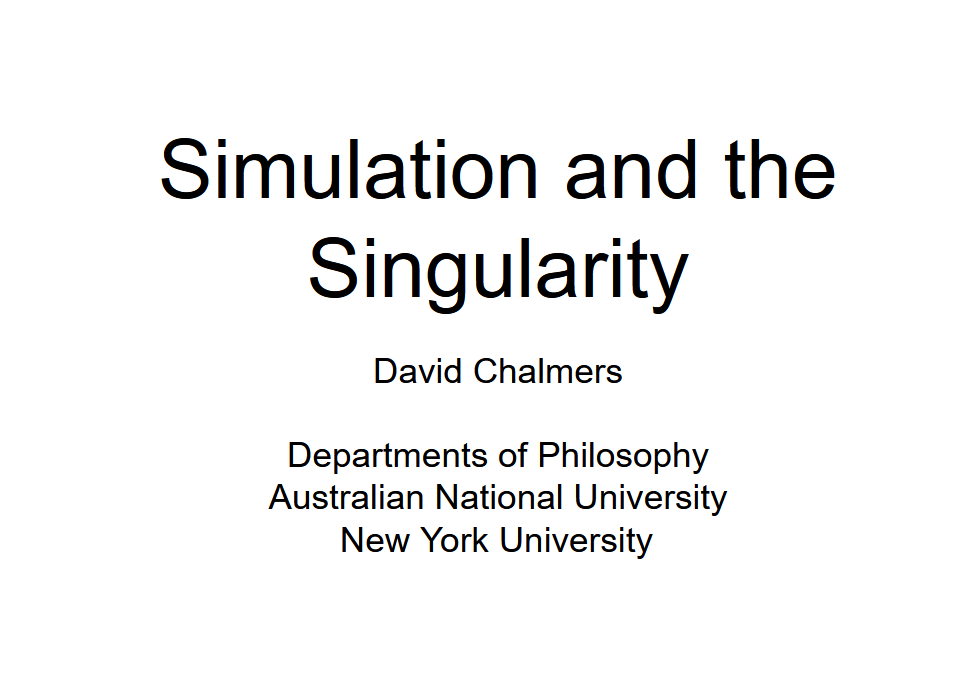 Simulation and the
Singularity
David Chalmers
Departments of Philosophy
Australian National University
New York University